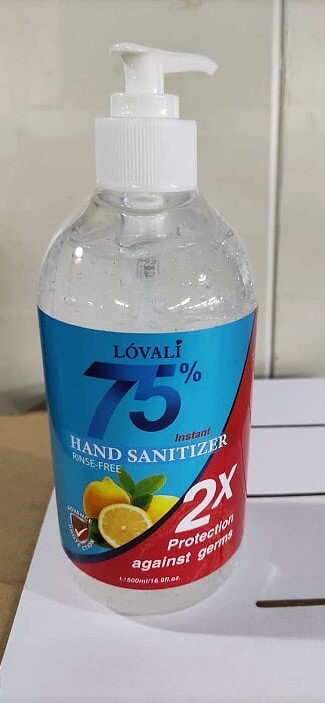 LÓVALÍ
75%
Instant
HAND SANITIZER
RINSE-FREE
2X
Protection
against germs
℮500ml/16.9fl.oz.